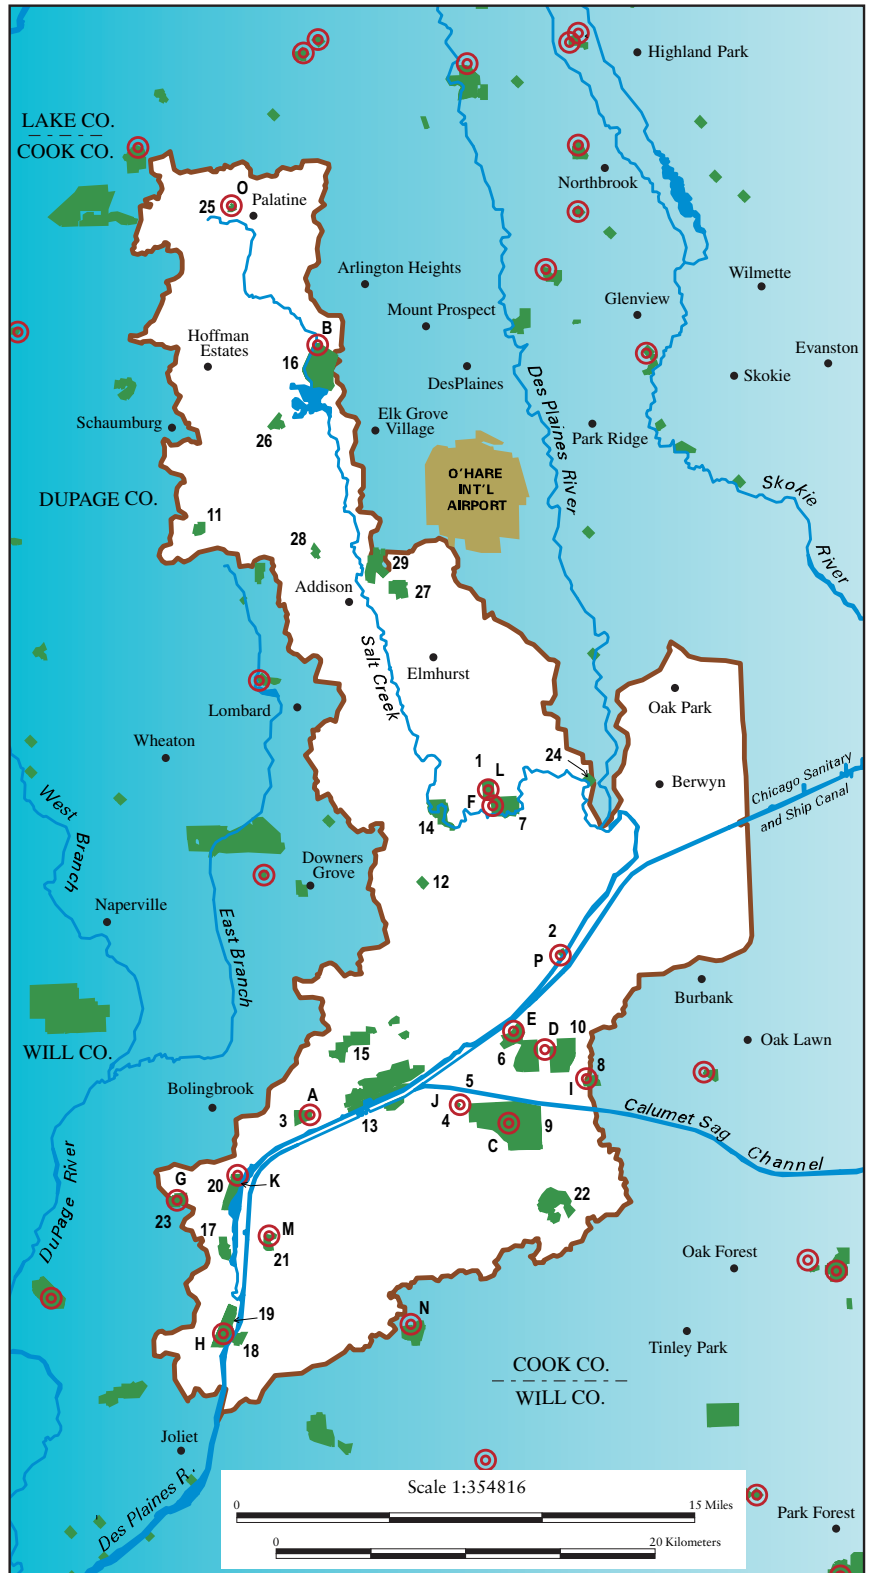 Highland Park
LAKE CO.
COOK CO.
Northbrook
O
25
Palatine
Arlington Heights
Wilmette
Glenview
Mount Prospect
B
Hoffman
Estates
16
Evanston
DesPlaines
Skokie
Schaumburg
Elk Grove
Village
26
Des Plaines River
Park Ridge
O'HARE
INT'L
AIRPORT
DUPAGE CO.
Skokie
River
11
28
29
27
Addison
Salt Creek
Elmhurst
Oak Park
Lombard
Wheaton
24
1
L
F
7
14
Berwyn
Chicago Sanitary
and Ship Canal
West
Branch
Downers
Grove
12
Naperville
East Branch
2
P
Burbank
E
D
10
6
Oak Lawn
WILL CO.
15
Bolingbrook
A
3
13
J
5
4
C
9
8
I
Calumet Sag
Channel
G
20
K
23
22
DuPage River
17
M
21
Oak Forest
19
H
18
N
Tinley Park
COOK CO.
WILL CO.
Joliet
Des Plaines R.
Scale 1:354816
0
15 Miles
0
20 Kilometers
Park Forest